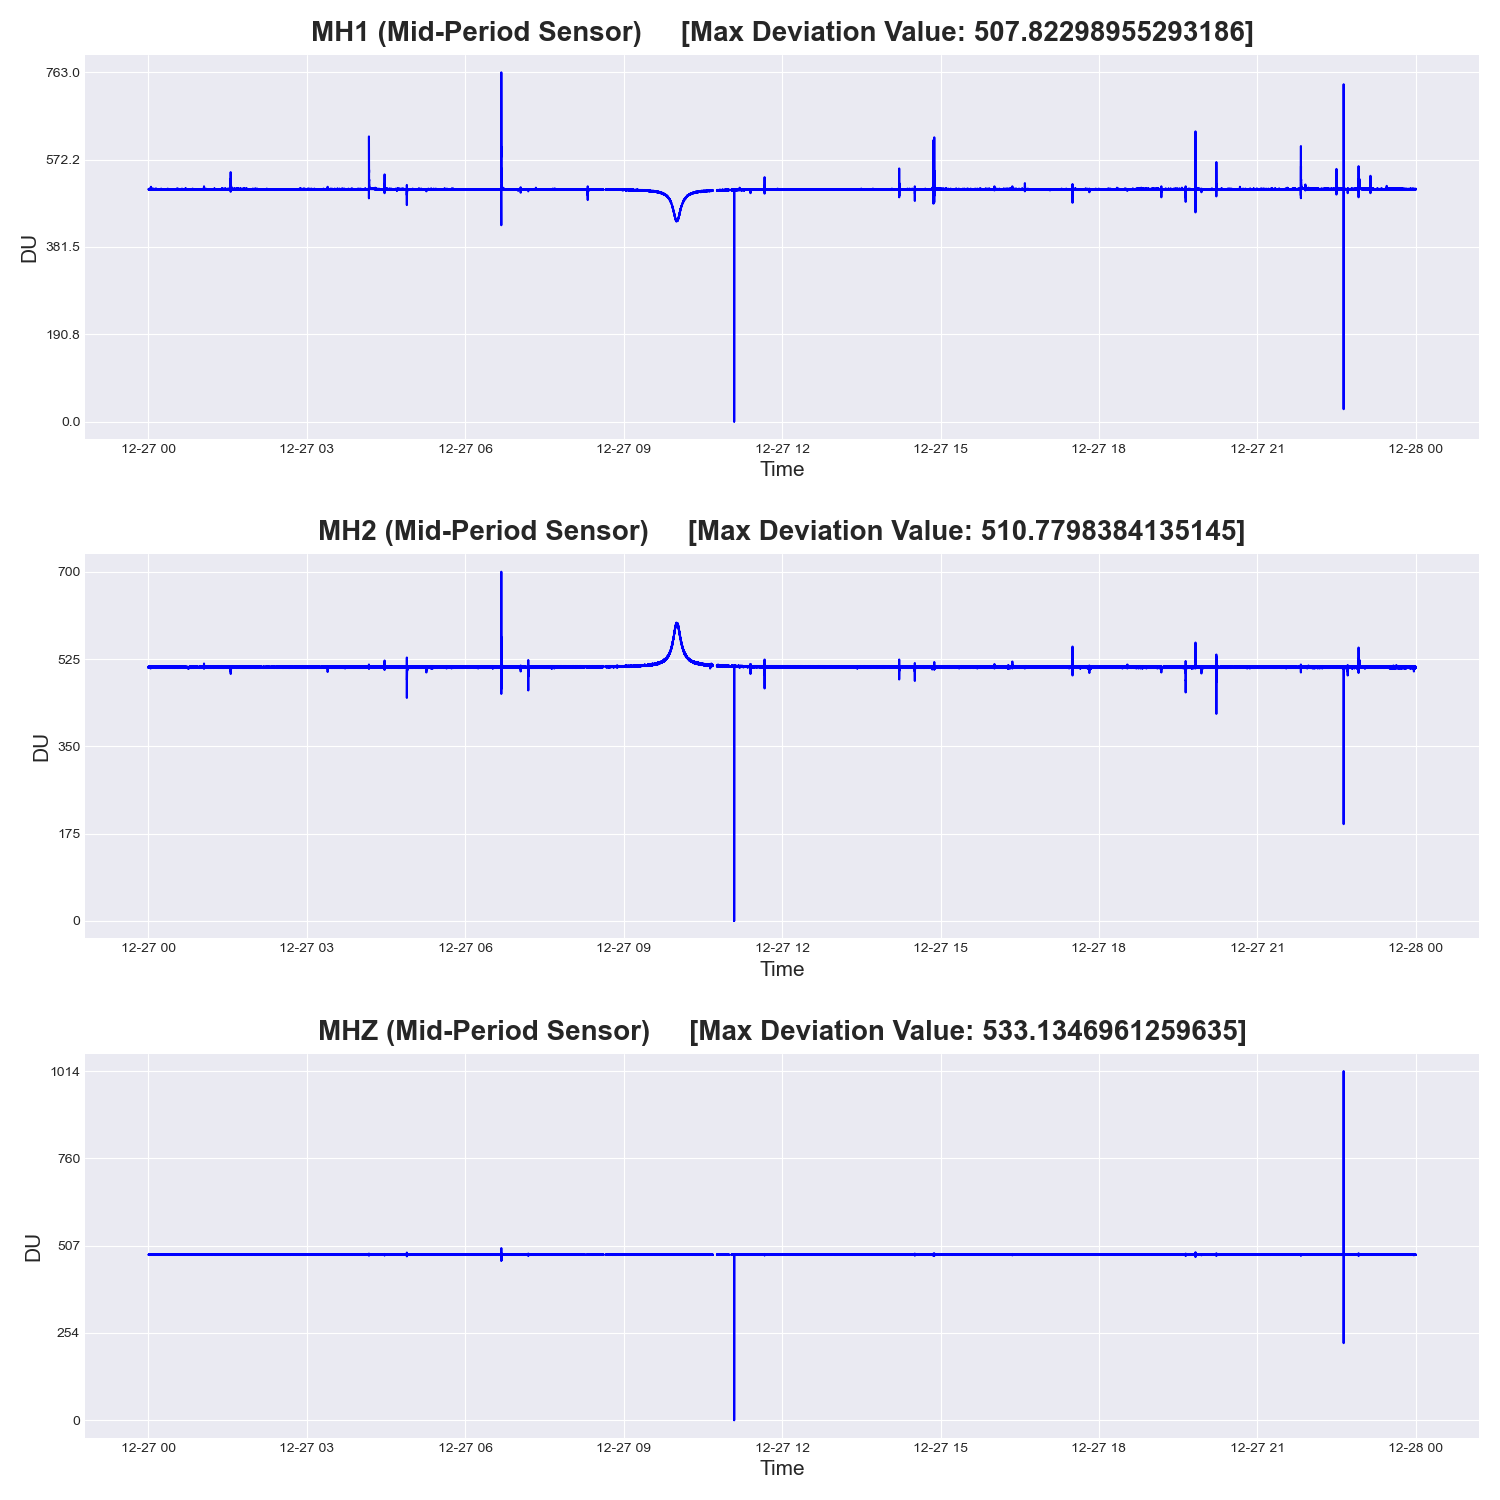 MH1 (Mid-Period Sensor) [Max Deviation Value: 507.82298955293186]
763.0
572.2
381.5
190.8
0.0
DU
12-27 00 12-27 03 12-27 06 12-27 09 12-27 12 12-27 15 12-27 18 12-27 21 12-28 00
Time
MH2 (Mid-Period Sensor) [Max Deviation Value: 510.7798384135145]
700
525
350
175
0
DU
12-27 00 12-27 03 12-27 06 12-27 09 12-27 12 12-27 15 12-27 18 12-27 21 12-28 00
Time
MHZ (Mid-Period Sensor) [Max Deviation Value: 533.1346961259635]
1014
760
507
254
0
DU
12-27 00 12-27 03 12-27 06 12-27 09 12-27 12 12-27 15 12-27 18 12-27 21 12-28 00
Time